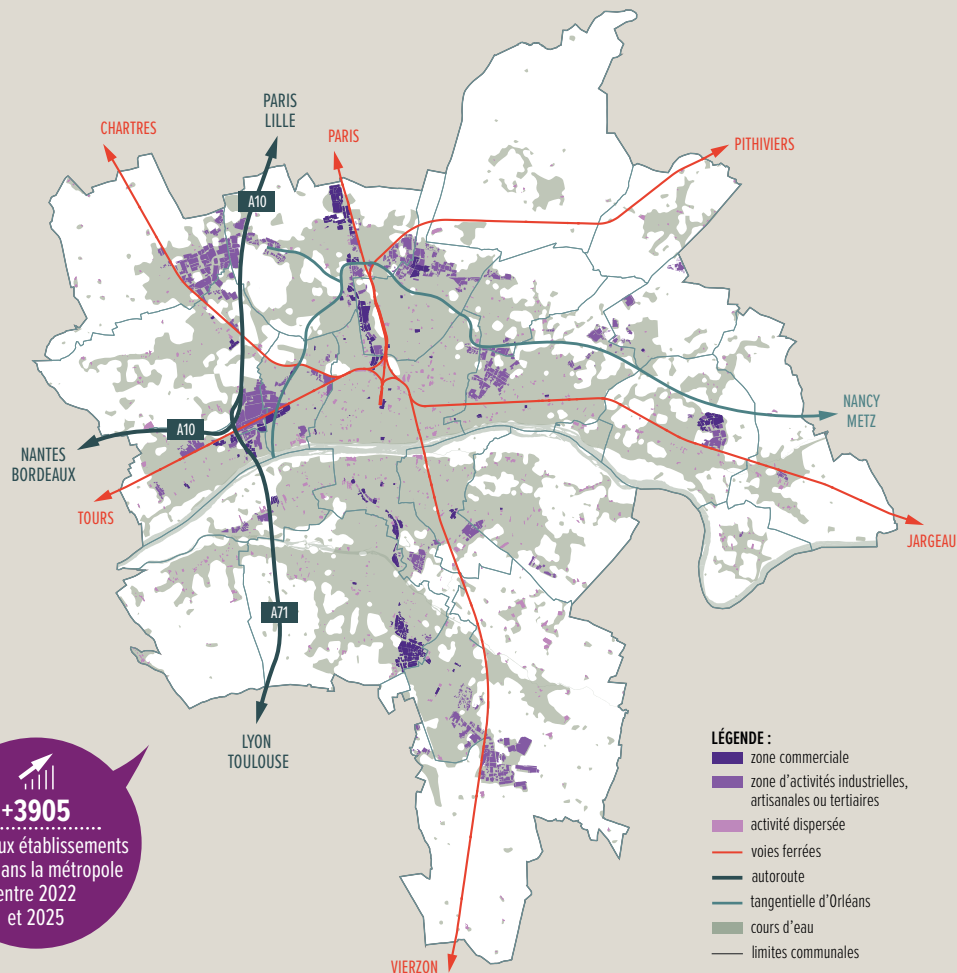 PARIS
LILLE
CHARTRES
PARIS
PITHIVIERS
A10
NANCY
METZ
A10
NANTES
BORDEAUX
TOURS
JARGEAU
A71
LYON
TOULOUSE
VIERZON
+3905
établissements
dans la métropole
entre 2022
et 2025
LÉGENDE :
zone commerciale
zone d'activités industrielles,
artisanales ou tertiaires
activité dispersée
voies ferrées
autoroute
tangentielle d'Orléans
cours d'eau
limites communales